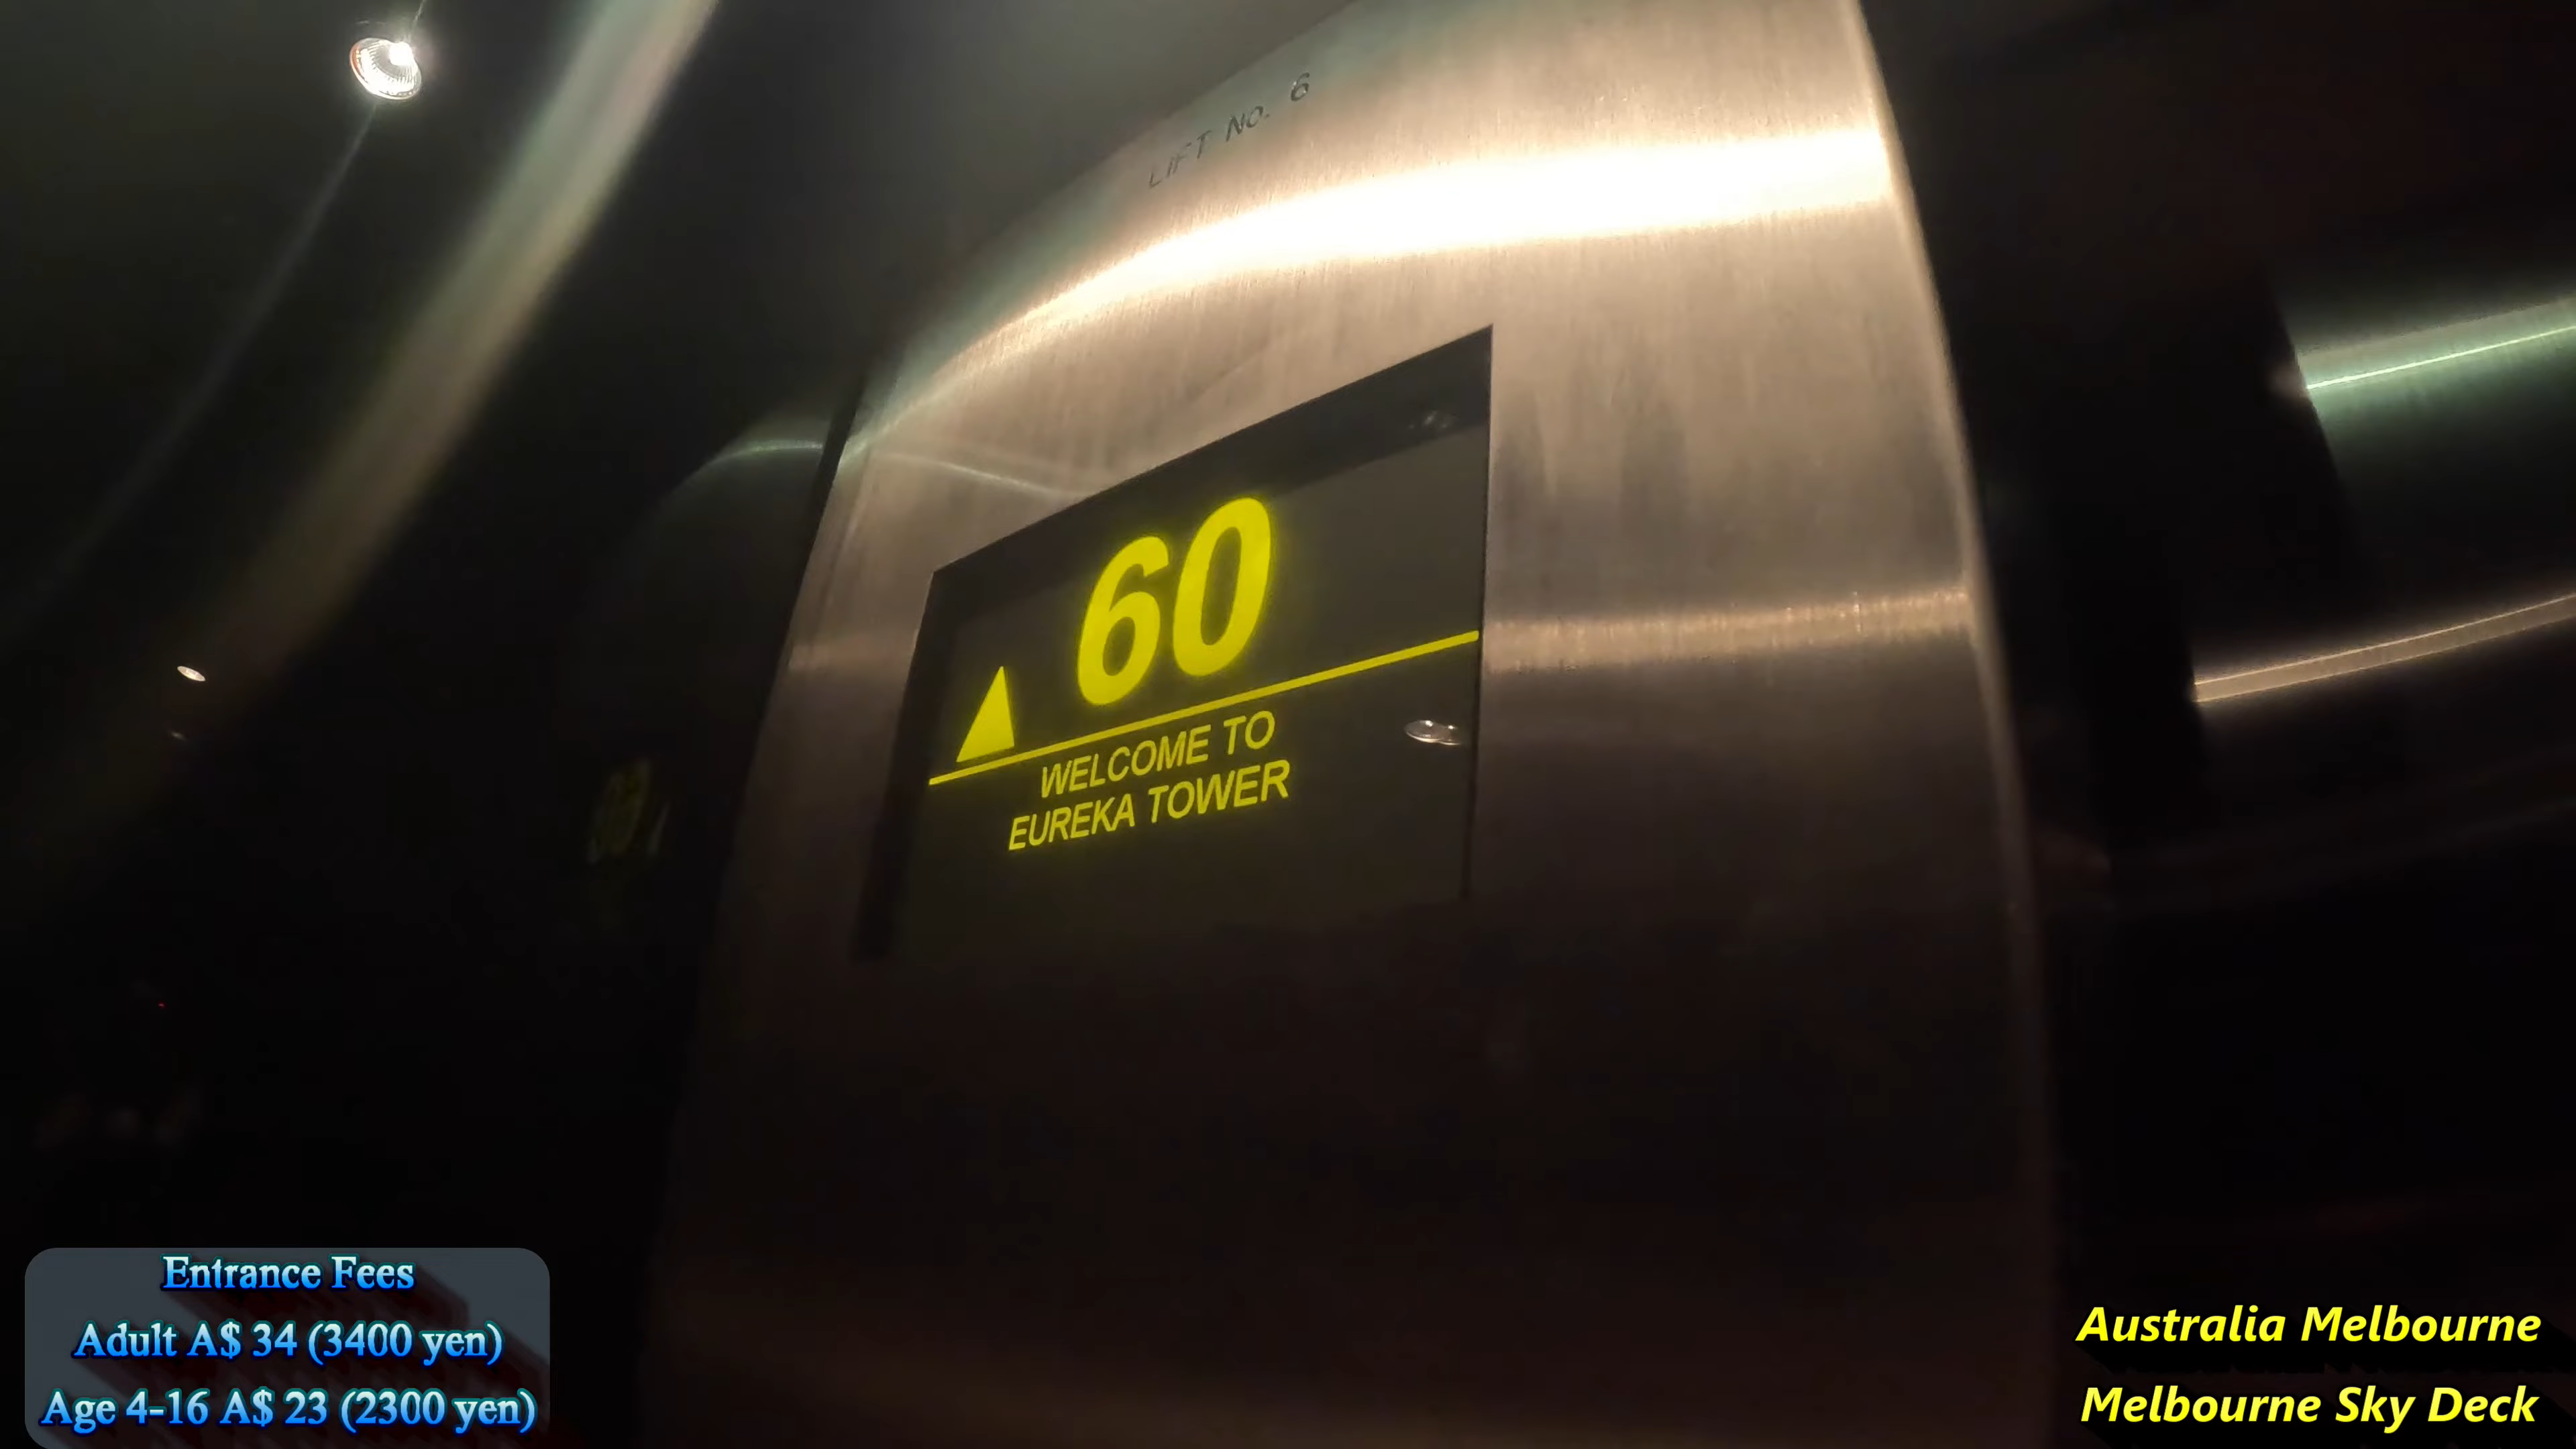 LIFT No. 6
60
WELCOME TO
EUREKA TOWER
Entrance Fees
Adult A$ 34 (3400 yen)
Age 4-16 A$ 23 (2300 yen)
Australia Melbourne
Melbourne Sky Deck